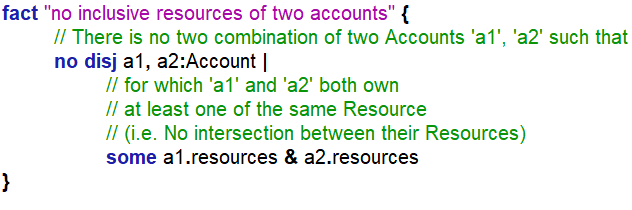 fact "no inclusive resources of two accounts" {
// There is no two combination of two Accounts 'a1', 'a2' such that
no disj a1, a2:Account |
// for which 'a1' and 'a2' both own
// at least one of the same Resource
// (i.e. No intersection between their Resources)
some a1.resources & a2.resources
}